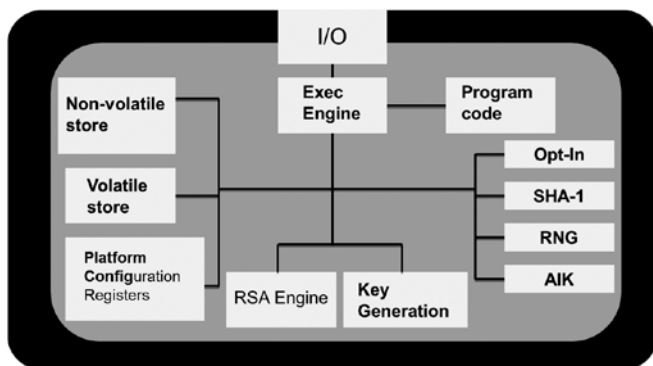 I/O
Exec
Engine
Program
code
Non-volatile
store
Volatile
store
Platform
Configuration
Registers
RSA Engine
Key
Generation
Opt-In
SHA-1
RNG
AIK